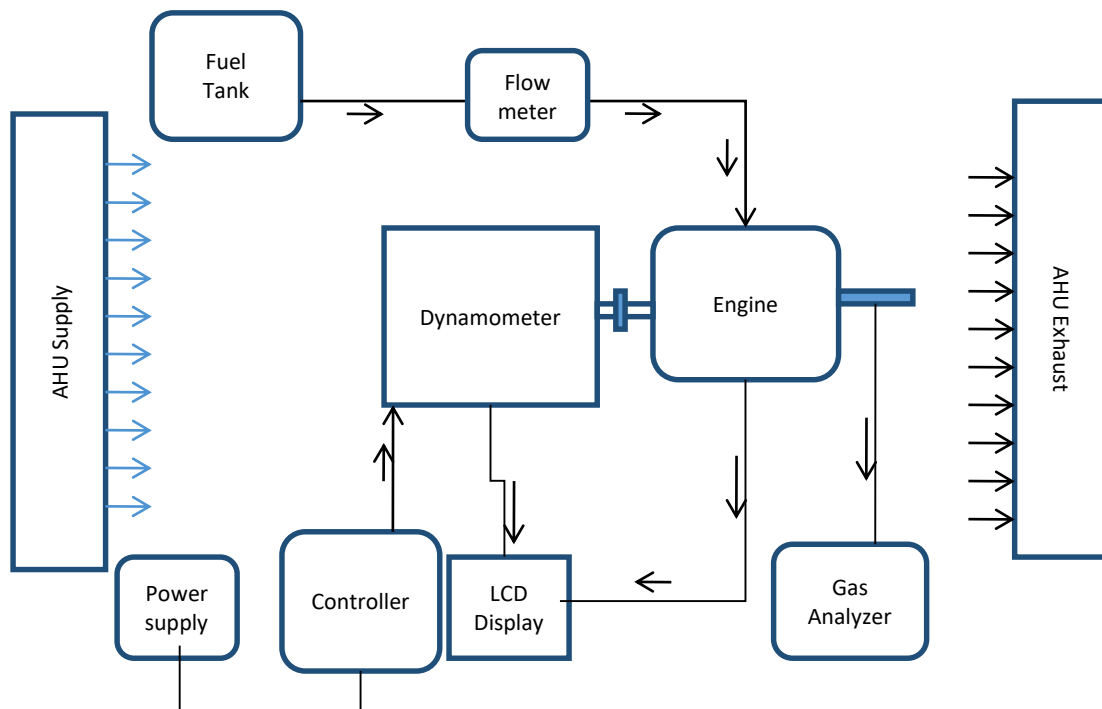 Fuel
Tank
Flow
meter
AHU Supply
Dynamometer
Engine
AHU Exhaust
Power
supply
Controller
LCD
Display
Gas
Analyzer